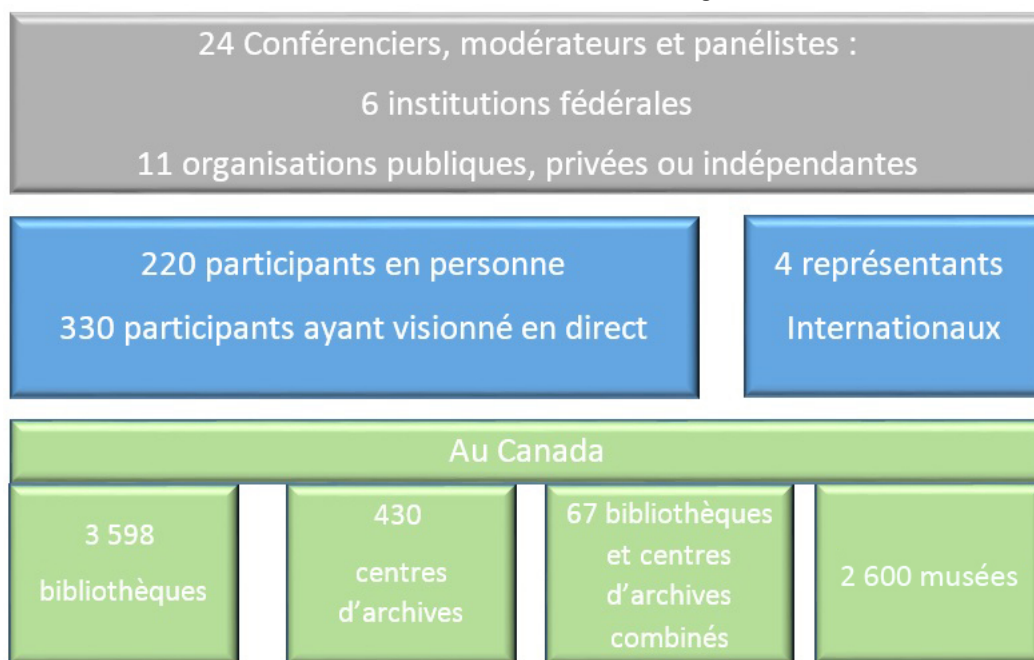 24 Conférenciers, modérateurs et panélistes :
6 institutions fédérales
11 organisations publiques, privées ou indépendantes
220 participants en personne
330 participants ayant visionné en direct
4 représentants
Internationaux
Au Canada
3 598
bibliothèques
430
centres
d’archives
67 bibliothèques
et centres
d’archives
combinés
2 600 musées